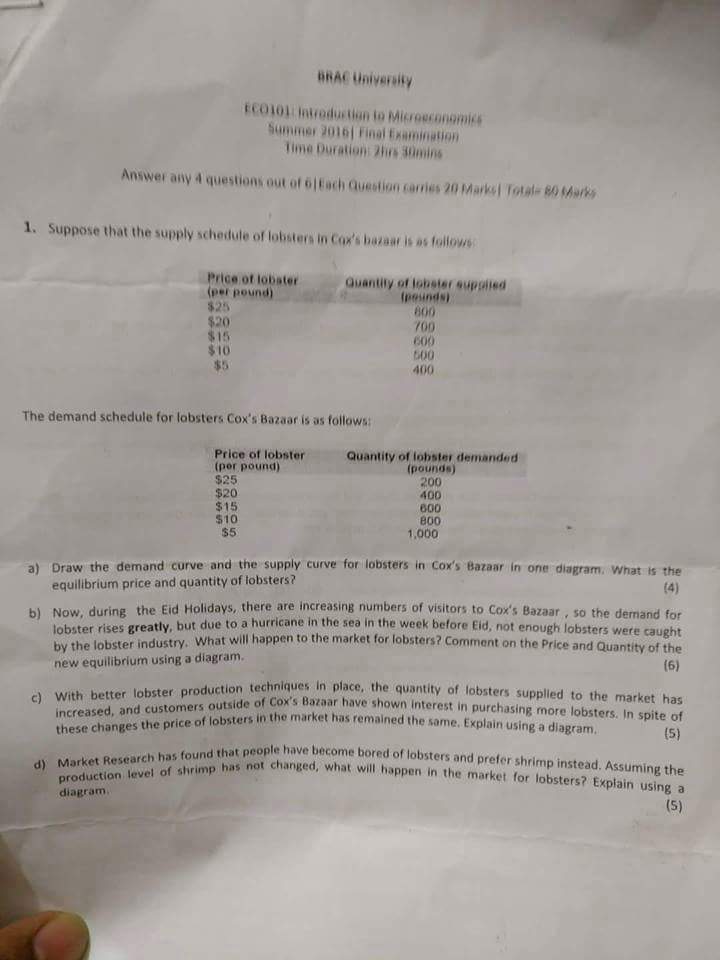 BRAC University
ECO101: Introduction to Microeconomics
Summer 2016| Final Examination
Time Duration: 2hrs 30mins
Answer any 4 questions out of 6|Each Question carries 20 Marks| Total= 80 Marks
1. Suppose that the supply schedule of lobsters in Cox's bazaar is as follows:
Price of lobster Quantity of lobster supplied
(per pound) (pounds)
$25 800
$20 700
$15 600
$10 500
$5 400
The demand schedule for lobsters Cox's Bazaar is as follows:
Price of lobster Quantity of lobster demanded
(per pound) (pounds)
$25 200
$20 400
$15 600
$10 800
$5 1,000
a) Draw the demand curve and the supply curve for lobsters in Cox's Bazaar in one diagram. What is the
equilibrium price and quantity of lobsters? (4)
b) Now, during the Eid Holidays, there are increasing numbers of visitors to Cox's Bazaar , so the demand for
lobster rises greatly, but due to a hurricane in the sea in the week before Eid, not enough lobsters were caught
by the lobster industry. What will happen to the market for lobsters? Comment on the Price and Quantity of the
new equilibrium using a diagram. (6)
c) With better lobster production techniques in place, the quantity of lobsters supplied to the market has
increased, and customers outside of Cox's Bazaar have shown interest in purchasing more lobsters. In spite of
these changes the price of lobsters in the market has remained the same. Explain using a diagram. (5)
d) Market Research has found that people have become bored of lobsters and prefer shrimp instead. Assuming the
production level of shrimp has not changed, what will happen in the market for lobsters? Explain using a
diagram. (5)